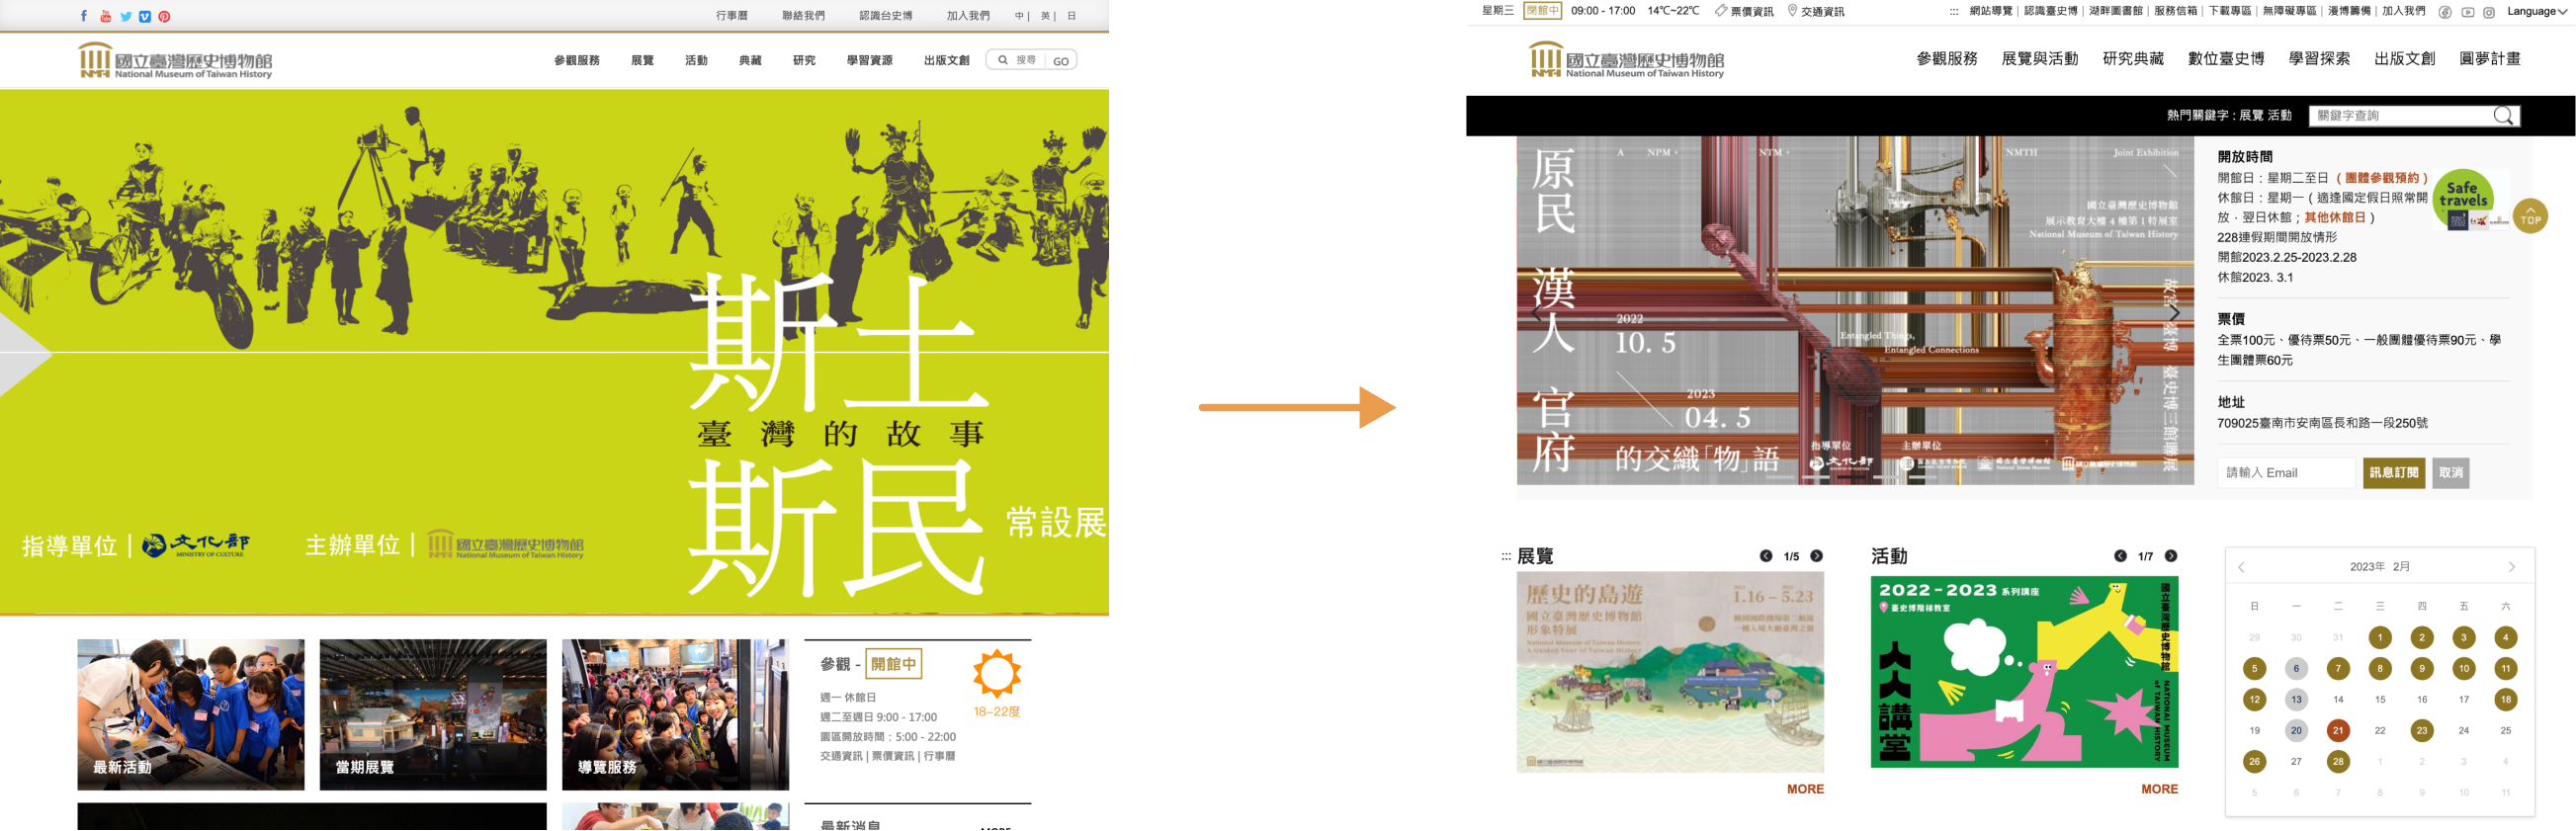 行事曆 聯絡我們 認識台史博 加入我們 中 | 英 | 日
國立臺灣歷史博物館
National Museum of Taiwan History
參觀服務 展覽 活動 典藏 研究 學習資源 出版文創 搜尋 GO
斯土
臺灣的故事
斯民
常設展
指導單位 | 文化部 MINISTRY OF CULTURE 主辦單位 | 國立臺灣歷史博物館 National Museum of Taiwan History
最新活動
當期展覽
導覽服務
參觀 - 開館中
週一 休館日
週二至週日 9:00 - 17:00
園區開放時間：5:00 - 22:00
交通資訊 | 票價資訊 | 行事曆
18-22度
最新消息
MORE
星期三 閉館中 09:00 - 17:00 14°C~22°C 票價資訊 交通資訊
::: 網站導覽 | 認識臺史博 | 湖畔圖書館 | 服務信箱 | 下載專區 | 無障礙專區 | 漫博籌備 | 加入我們 Language
國立臺灣歷史博物館
National Museum of Taiwan History
參觀服務 展覽與活動 研究典藏 數位臺史博 學習探索 出版文創 圓夢計畫
熱門關鍵字 : 展覽 活動 關鍵字查詢
原民
漢人
官府
A NPM NTM NMTH Joint Exhibition
國立臺灣歷史博物館
展示教育大樓 4 樓第 1 特展室
National Museum of Taiwan History
2022
10. 5
2023
04. 5
Entangled Things,
Entangled Connections
的交織「物」語
指導單位 主辦單位
文化部
開放時間
開館日：星期二至日（團體參觀預約）
休館日：星期一（適逢國定假日照常開
放，翌日休館；其他休館日）
228連假期間開放情形
開館2023.2.25-2023.2.28
休館2023. 3.1
Safe travels
TOP
票價
全票100元、優待票50元、一般團體優待票90元、學
生團體票60元
地址
709025臺南市安南區長和路一段250號
請輸入 Email 訊息訂閱 取消
::: 展覽 1/5
歷史的島遊
國立臺灣歷史博物館
形象特展
1.16 – 5.23
MORE
活動 1/7
2022-2023 系列講座
臺史博階梯教室
人人講堂
國立臺灣歷史博物館
NATIONAL MUSEUM of TAIWAN HISTORY
MORE
2023年 2月
日 一 二 三 四 五 六
29 30 31 1 2 3 4
5 6 7 8 9 10 11
12 13 14 15 16 17 18
19 20 21 22 23 24 25
26 27 28 1 2 3 4
5 6 7 8 9 10 11